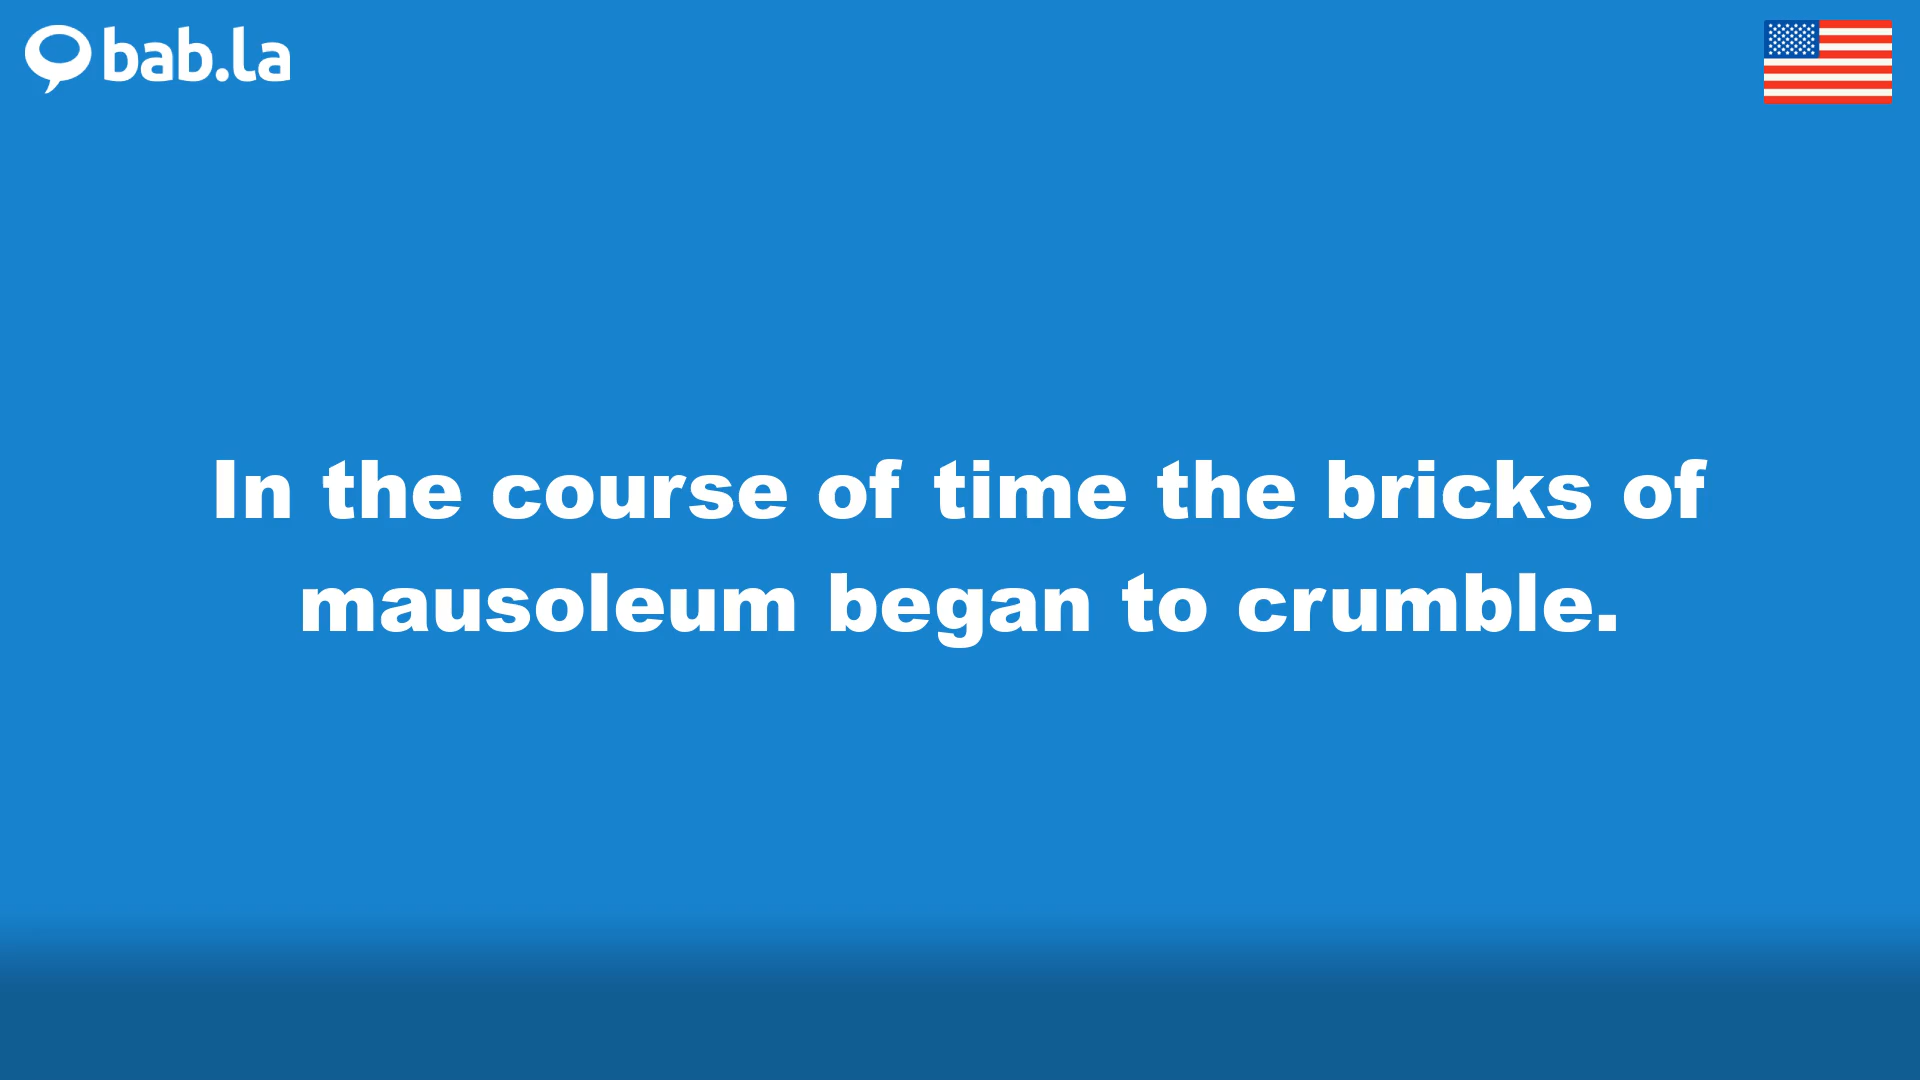 bab.la
In the course of time the bricks of
mausoleum began to crumble.